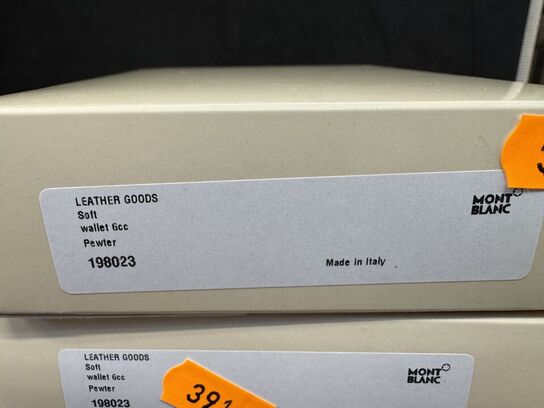 LEATHER GOODS
Soft
wallet 6cc
Pewter
198023
Made in Italy
MONT
BLANC
LEATHER GOODS
Soft
wallet 6cc
Pewter
198023
MONT
BLANC